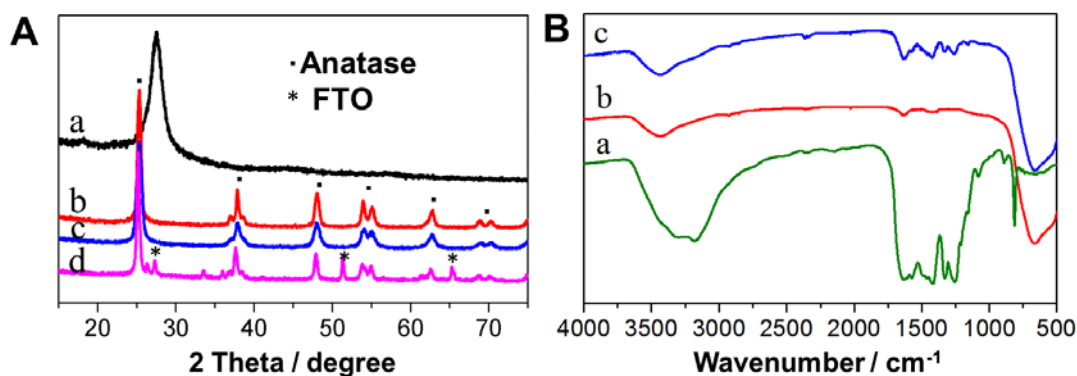 A
▪ Anatase
* FTO
a
b
c
d
*
*
*
20 30 40 50 60 70
2 Theta / degree
B
c
b
a
4000 3500 3000 2500 2000 1500 1000 500
Wavenumber / cm⁻¹